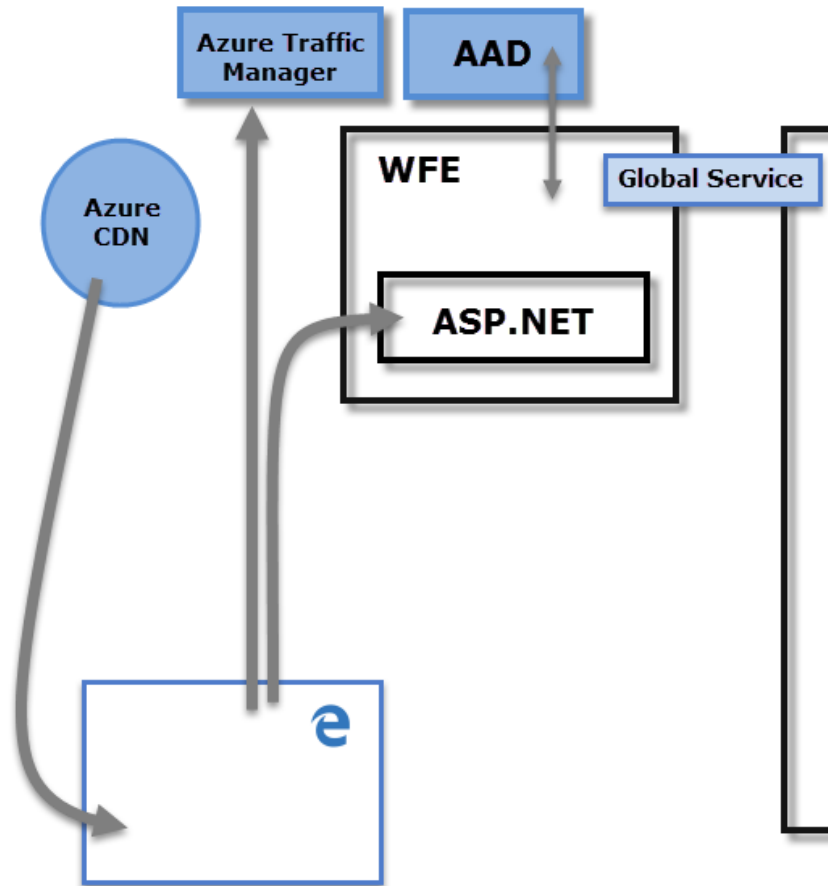 Azure Traffic
Manager
AAD
WFE
Global Service
Azure
CDN
ASP.NET